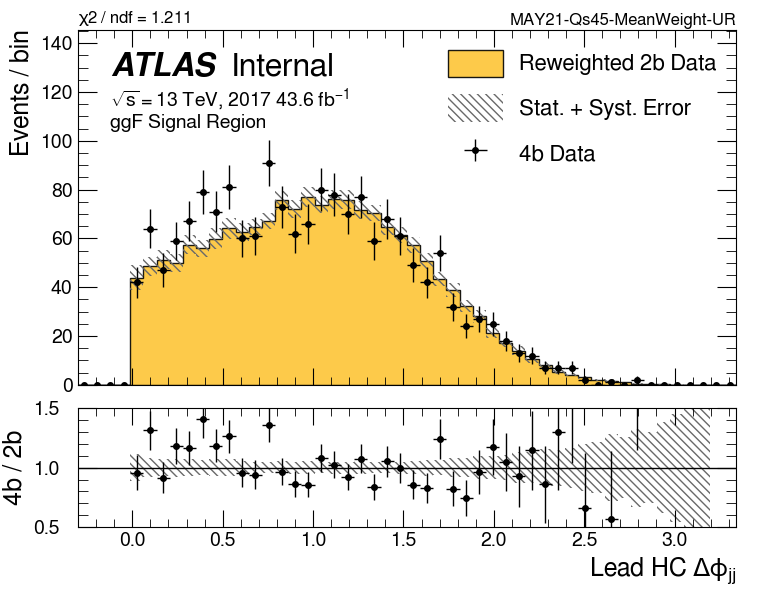 χ2 / ndf = 1.211
MAY21-Qs45-MeanWeight-UR
Events / bin
140
120
100
80
60
40
20
0
ATLAS Internal
√s = 13 TeV, 2017 43.6 fb−1
ggF Signal Region
Reweighted 2b Data
Stat. + Syst. Error
4b Data
4b / 2b
1.5
1.0
0.5
0.0 0.5 1.0 1.5 2.0 2.5 3.0
Lead HC Δϕjj